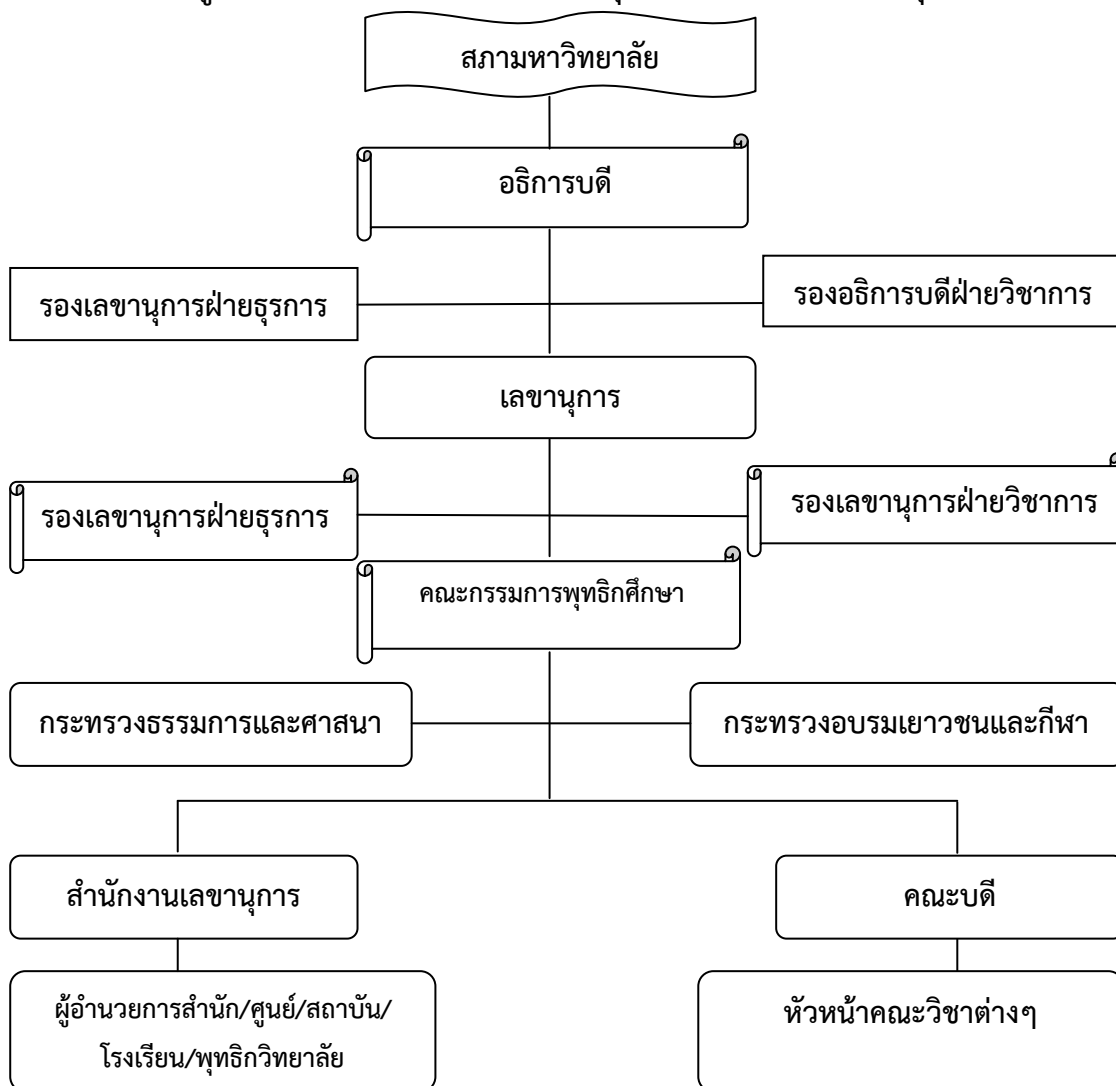 สภามหาวิทยาลัย
อธิการบดี
รองเลขานุการฝ่ายธุรการ
รองอธิการบดีฝ่ายวิชาการ
เลขานุการ
รองเลขานุการฝ่ายธุรการ
รองเลขานุการฝ่ายวิชาการ
คณะกรรมการพุทธิกศึกษา
กระทรวงธรรมการและศาสนา
กระทรวงอบรมเยาวชนและกีฬา
สำนักงานเลขานุการ
คณะบดี
ผู้อำนวยการสำนัก/ศูนย์/สถาบัน/
โรงเรียน/พุทธิกวิทยาลัย
หัวหน้าคณะวิชาต่างๆ